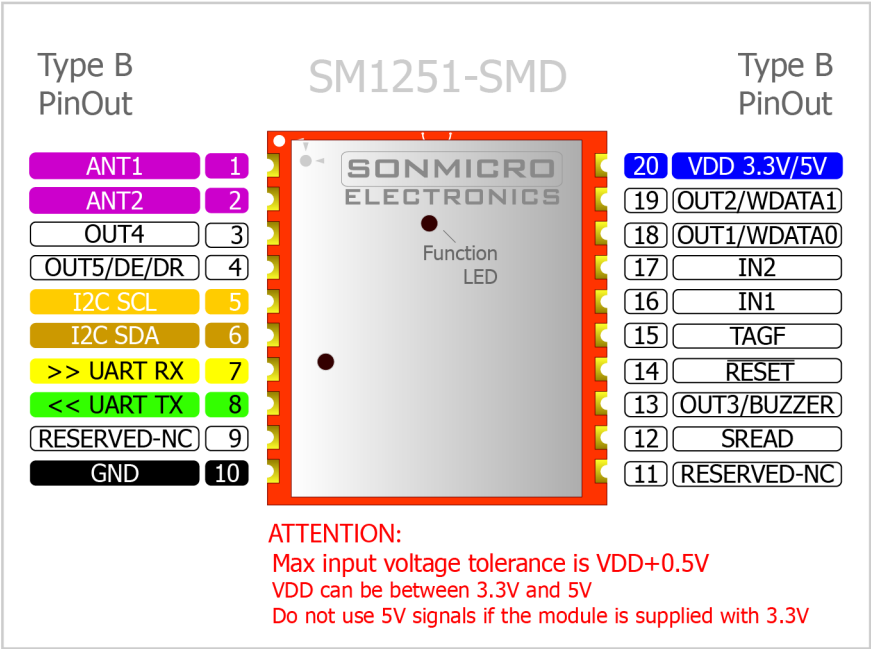 Type B
PinOut
SM1251-SMD
Type B
PinOut
SONMICRO
ELECTRONICS
Function
LED
ANT1 1
ANT2 2
OUT4 3
OUT5/DE/DR 4
I2C SCL 5
I2C SDA 6
>> UART RX 7
<< UART TX 8
RESERVED-NC 9
GND 10
20 VDD 3.3V/5V
19 OUT2/WDATA1
18 OUT1/WDATA0
17 IN2
16 IN1
15 TAGF
14 RESET
13 OUT3/BUZZER
12 SREAD
11 RESERVED-NC
ATTENTION:
Max input voltage tolerance is VDD+0.5V
VDD can be between 3.3V and 5V
Do not use 5V signals if the module is supplied with 3.3V